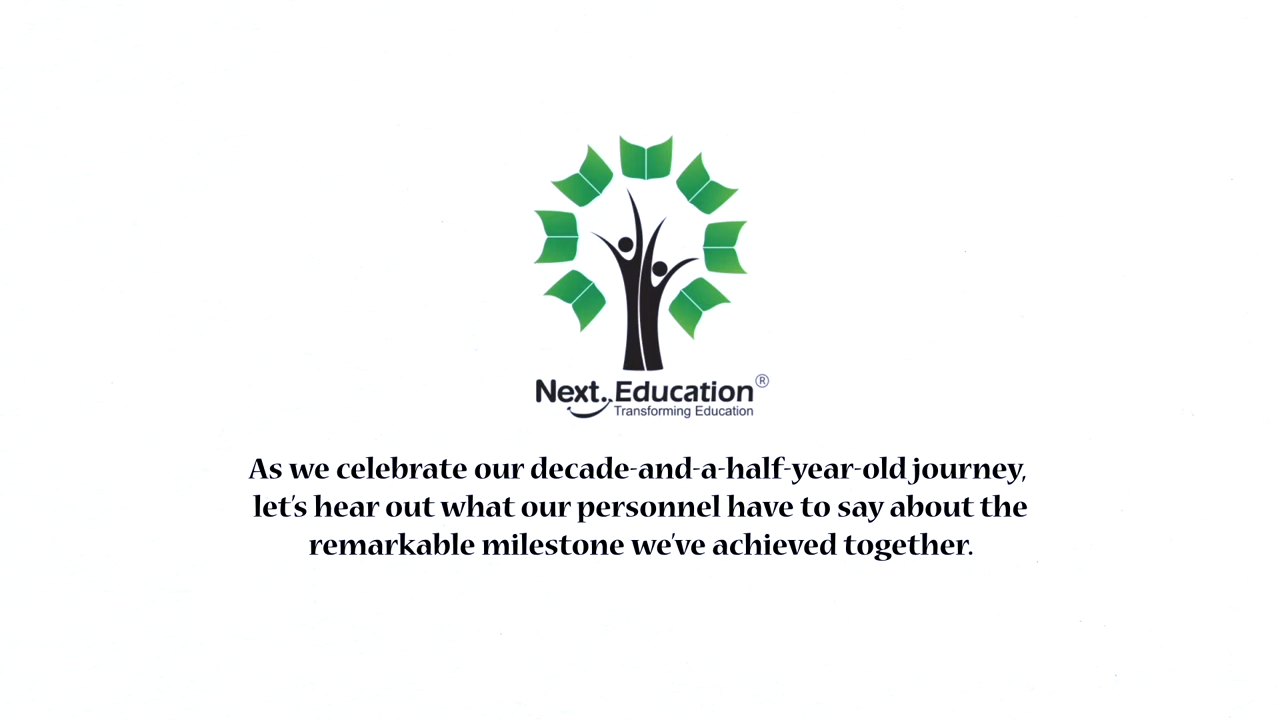 Next Education®
Transforming Education
As we celebrate our decade-and-a-half-year-old journey,
let's hear out what our personnel have to say about the
remarkable milestone we've achieved together.